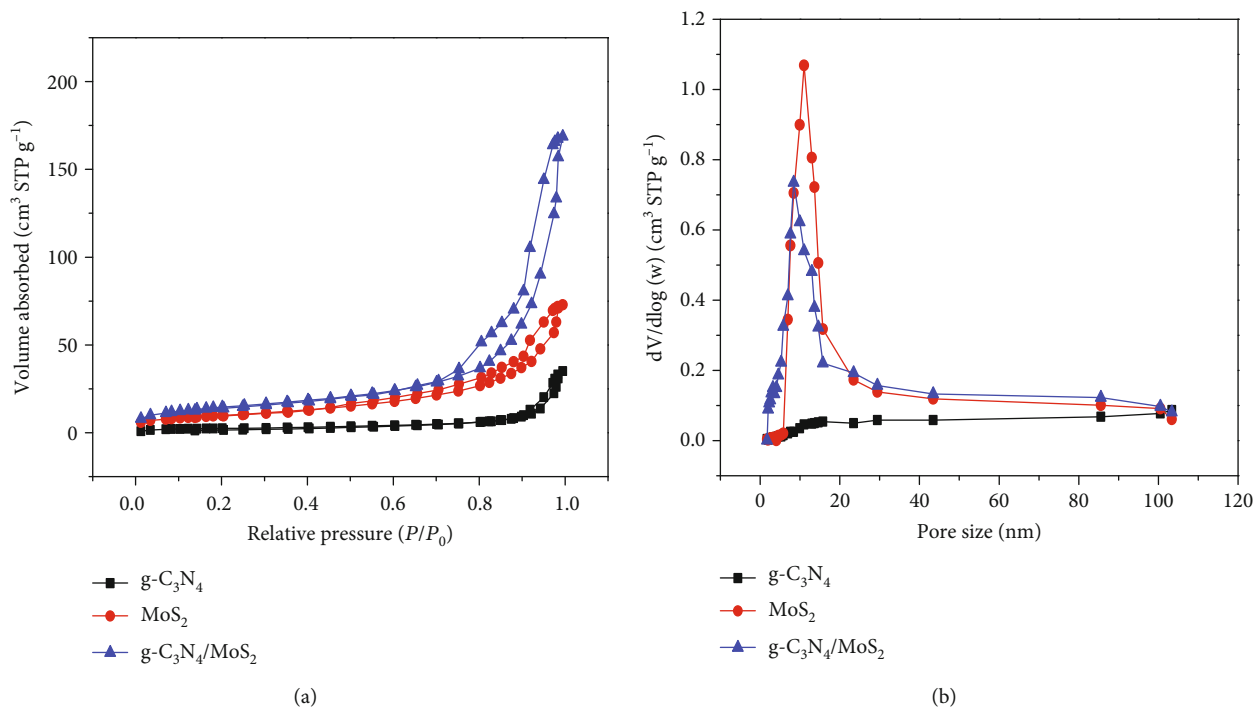 Volume absorbed (cm³ STP g⁻¹)
200
150
100
50
0
0.0 0.2 0.4 0.6 0.8 1.0
Relative pressure (P/P₀)
g-C₃N₄
MoS₂
g-C₃N₄/MoS₂
(a)
dV/dlog (w) (cm³ STP g⁻¹)
1.2
1.0
0.8
0.6
0.4
0.2
0.0
0 20 40 60 80 100 120
Pore size (nm)
g-C₃N₄
MoS₂
g-C₃N₄/MoS₂
(b)